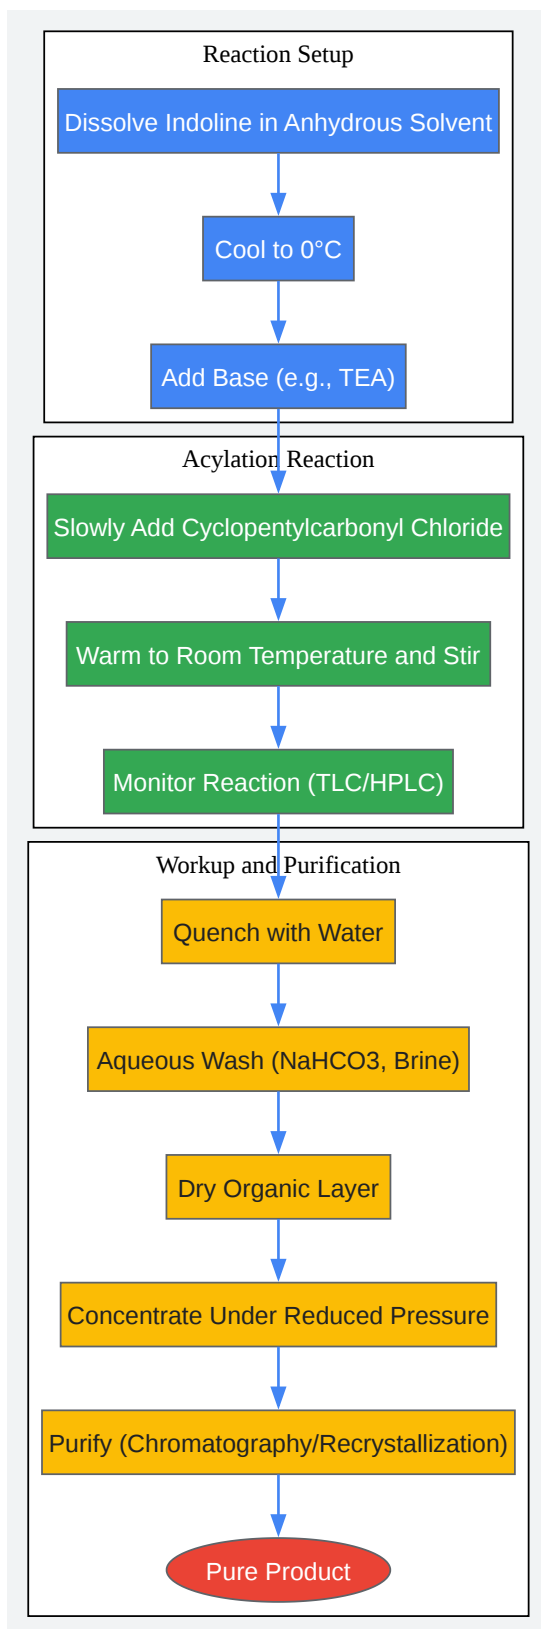 Reaction Setup
Dissolve Indoline in Anhydrous Solvent
Cool to 0°C
Add Base (e.g., TEA)
Acylation Reaction
Slowly Add Cyclopentylcarbonyl Chloride
Warm to Room Temperature and Stir
Monitor Reaction (TLC/HPLC)
Workup and Purification
Quench with Water
Aqueous Wash (NaHCO3, Brine)
Dry Organic Layer
Concentrate Under Reduced Pressure
Purify (Chromatography/Recrystallization)
Pure Product